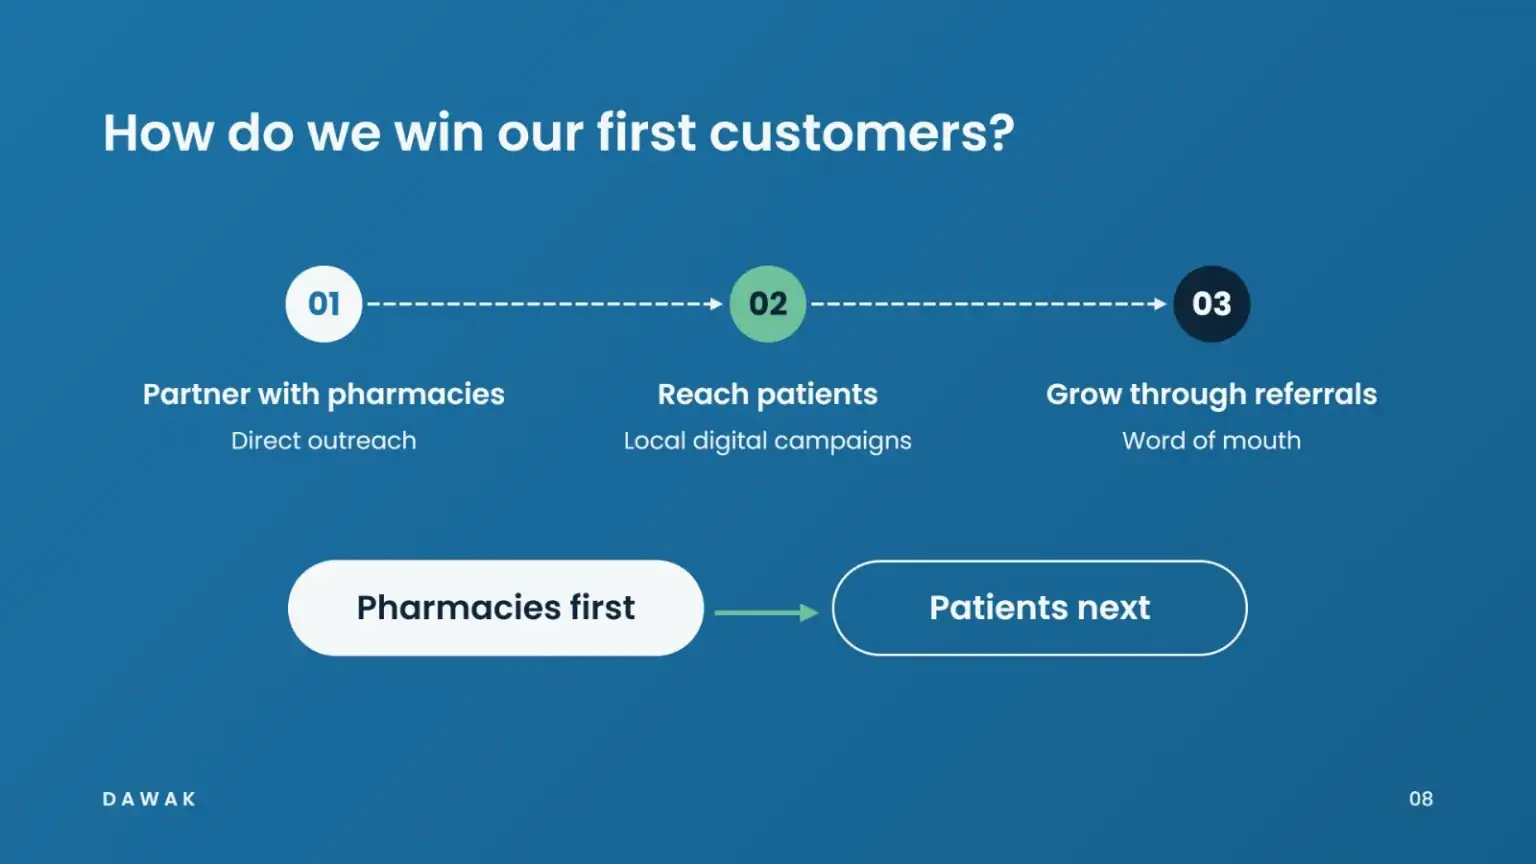 How do we win our first customers?
01
02
03
Partner with pharmacies
Direct outreach
Reach patients
Local digital campaigns
Grow through referrals
Word of mouth
Pharmacies first
Patients next
DAWAK
08